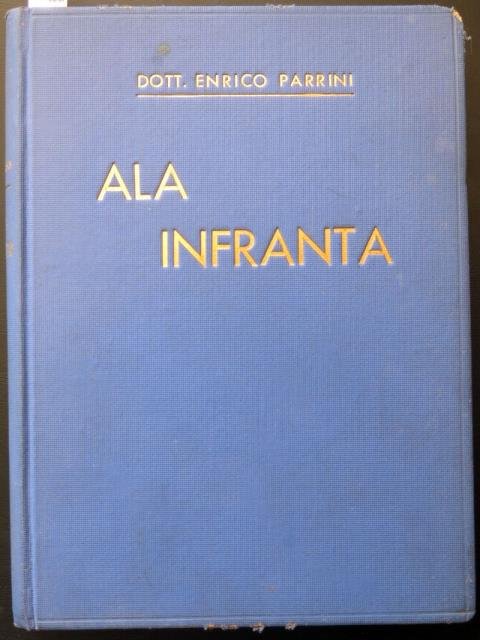 DOTT. ENRICO PARRINI
ALA
INFRANTA